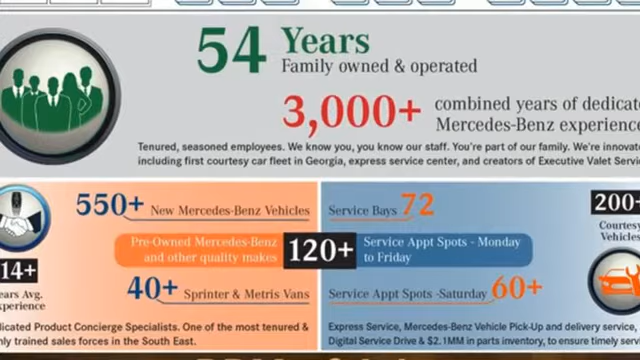 54 Years
Family owned & operated
3,000+ combined years of dedicat
Mercedes-Benz experience
Tenured, seasoned employees. We know you, you know our staff. You're part of our family. We're innovat
including first courtesy car fleet in Georgia, express service center, and creators of Executive Valet Servi
550+ New Mercedes-Benz Vehicles
Pre-Owned Mercedes-Benz
and other quality makes
120+
40+ Sprinter & Metris Vans
14+
ears Avg.
xperience
dicated Product Concierge Specialists. One of the most tenured &
hly trained sales forces in the South East.
Service Bays 72
Service Appt Spots - Monday
to Friday
Service Appt Spots -Saturday 60+
200+
Courtesy
Vehicles
Express Service, Mercedes-Benz Vehicle Pick-Up and delivery service,
Digital Service Drive & $2.1MM in parts inventory, to ensure timely servi